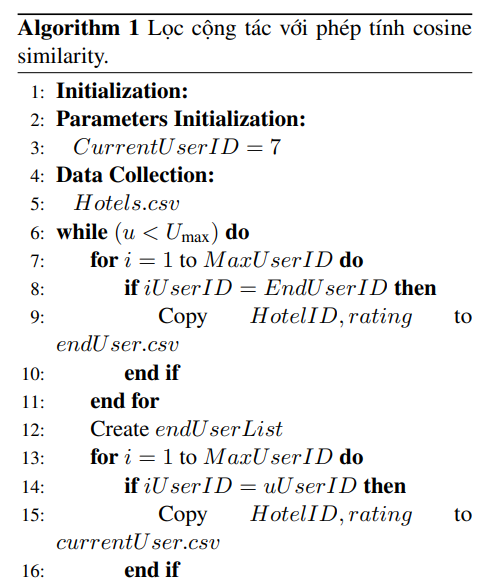 Algorithm 1 Lọc cộng tác với phép tính cosine
similarity.
1: Initialization:
2: Parameters Initialization:
3: CurrentUserID = 7
4: Data Collection:
5: Hotels.csv
6: while (u < Umax) do
7: for i = 1 to MaxUserID do
8: if iUserID = EndUserID then
9: Copy HotelID, rating to
endUser.csv
10: end if
11: end for
12: Create endUserList
13: for i = 1 to MaxUserID do
14: if iUserID = uUserID then
15: Copy HotelID, rating to
currentUser.csv
16: end if